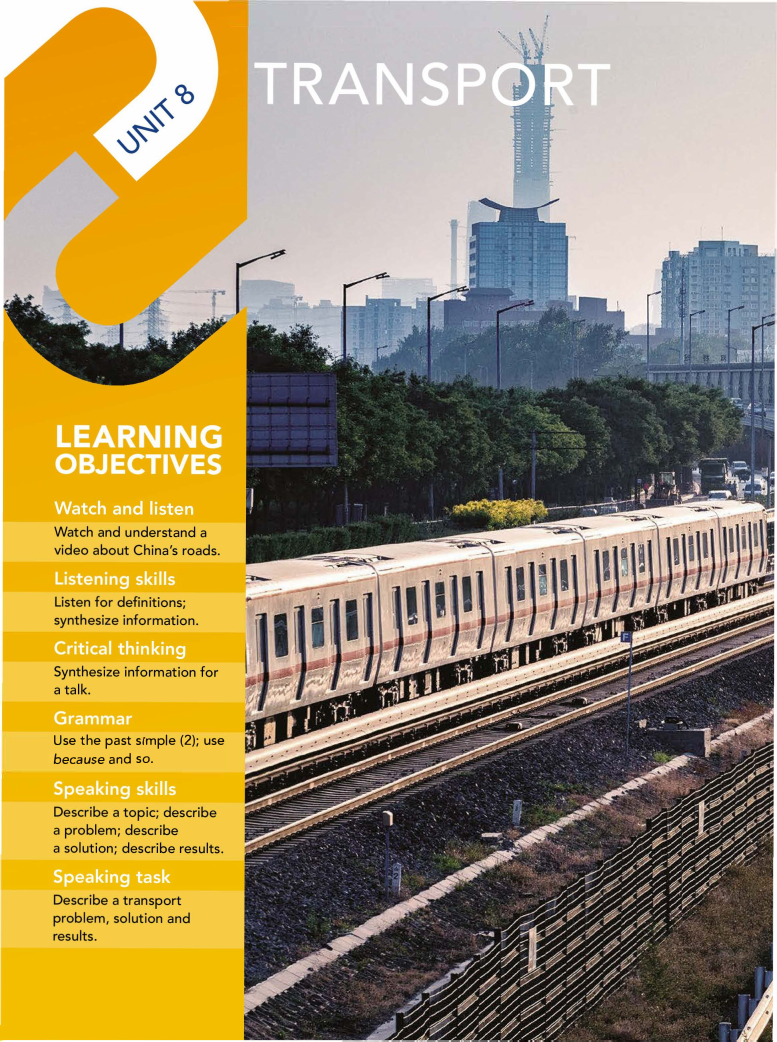 UNIT 8
TRANSPORT
LEARNING
OBJECTIVES
Watch and listen
Watch and understand a
video about China's roads.
Listening skills
Listen for definitions;
synthesize information.
Critical thinking
Synthesize information for
a talk.
Grammar
Use the past simple (2); use
because and so.
Speaking skills
Describe a topic; describe
a problem; describe
a solution; describe results.
Speaking task
Describe a transport
problem, solution and
results.
F